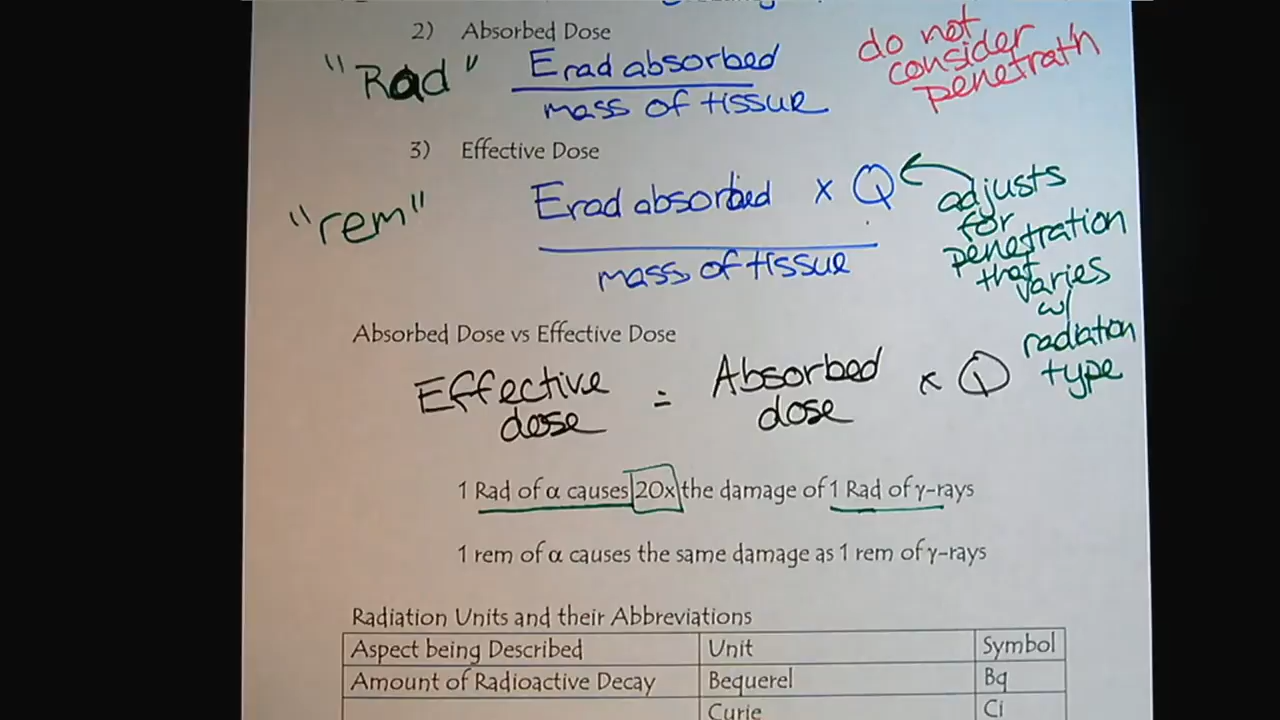 2) Absorbed Dose
"Rad" Erad absorbed
mass of tissue
do not
consider
penetrat'n
3) Effective Dose
"rem" Erad absorbed x Q
mass of tissue
adjusts
for
penetration
that
varies
w/
radiation
type
Absorbed Dose vs Effective Dose
Effective dose = Absorbed dose x Q
1 Rad of α causes 20x the damage of 1 Rad of γ-rays
1 rem of α causes the same damage as 1 rem of γ-rays
Radiation Units and their Abbreviations
Aspect being Described Unit Symbol
Amount of Radioactive Decay Bequerel Bq
Curie Ci